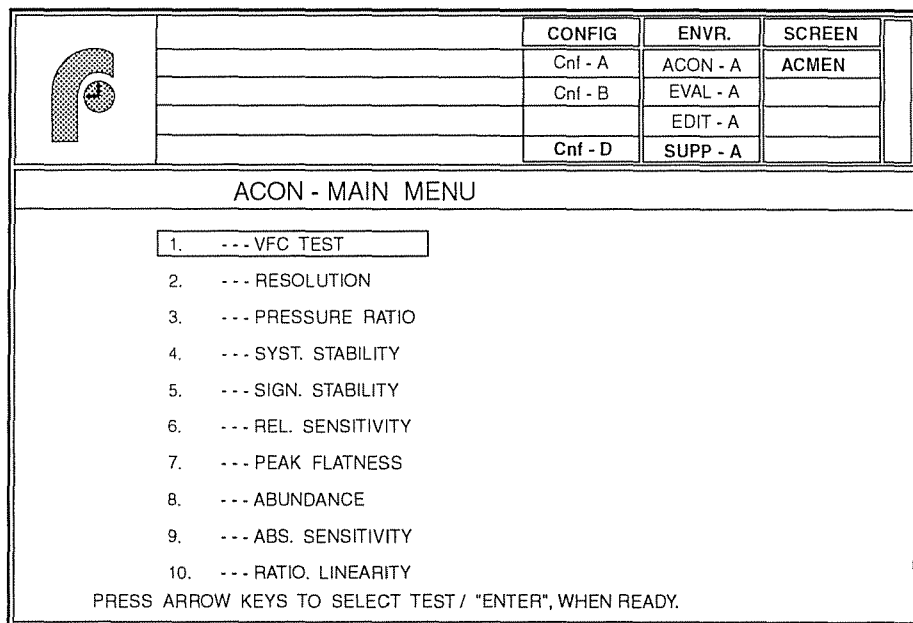 CONFIG ENVR. SCREEN
Cnf - A ACON - A ACMEN
Cnf - B EVAL - A
EDIT - A
Cnf - D SUPP - A
ACON - MAIN MENU
1. --- VFC TEST
2. --- RESOLUTION
3. --- PRESSURE RATIO
4. --- SYST. STABILITY
5. --- SIGN. STABILITY
6. --- REL. SENSITIVITY
7. --- PEAK FLATNESS
8. --- ABUNDANCE
9. --- ABS. SENSITIVITY
10. --- RATIO. LINEARITY
PRESS ARROW KEYS TO SELECT TEST / "ENTER", WHEN READY.